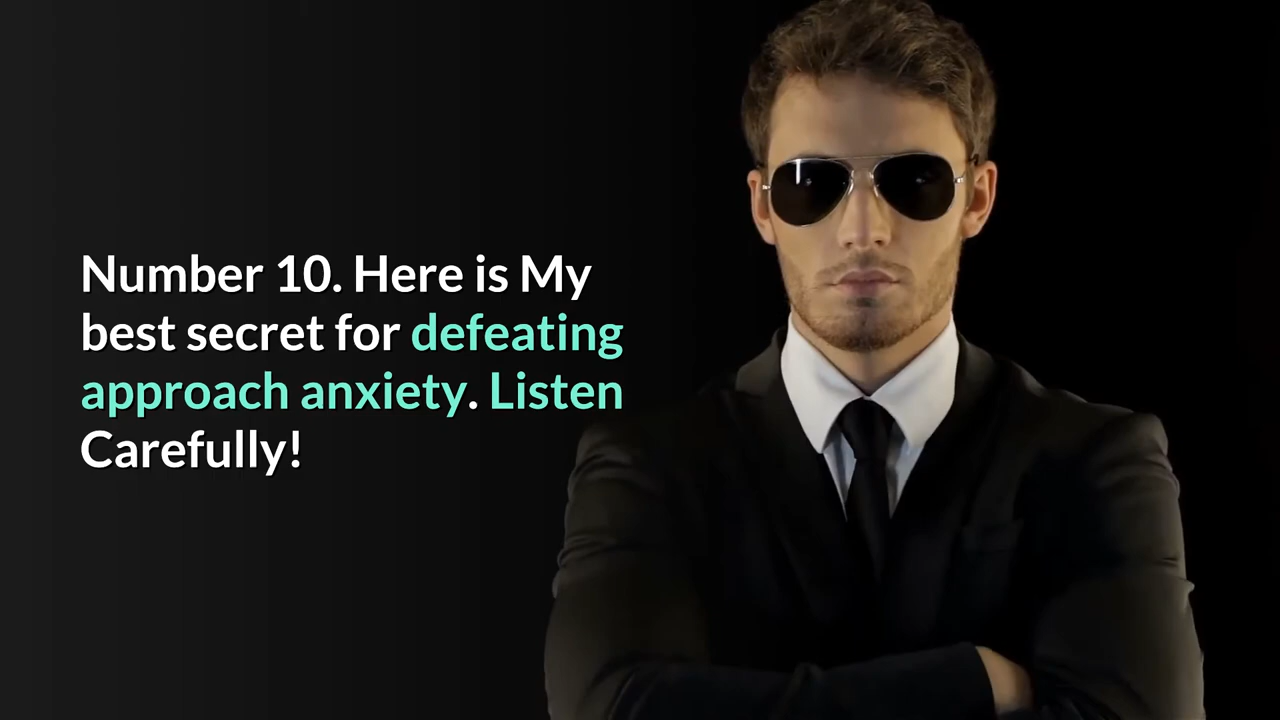 Number 10. Here is My
best secret for defeating
approach anxiety. Listen
Carefully!